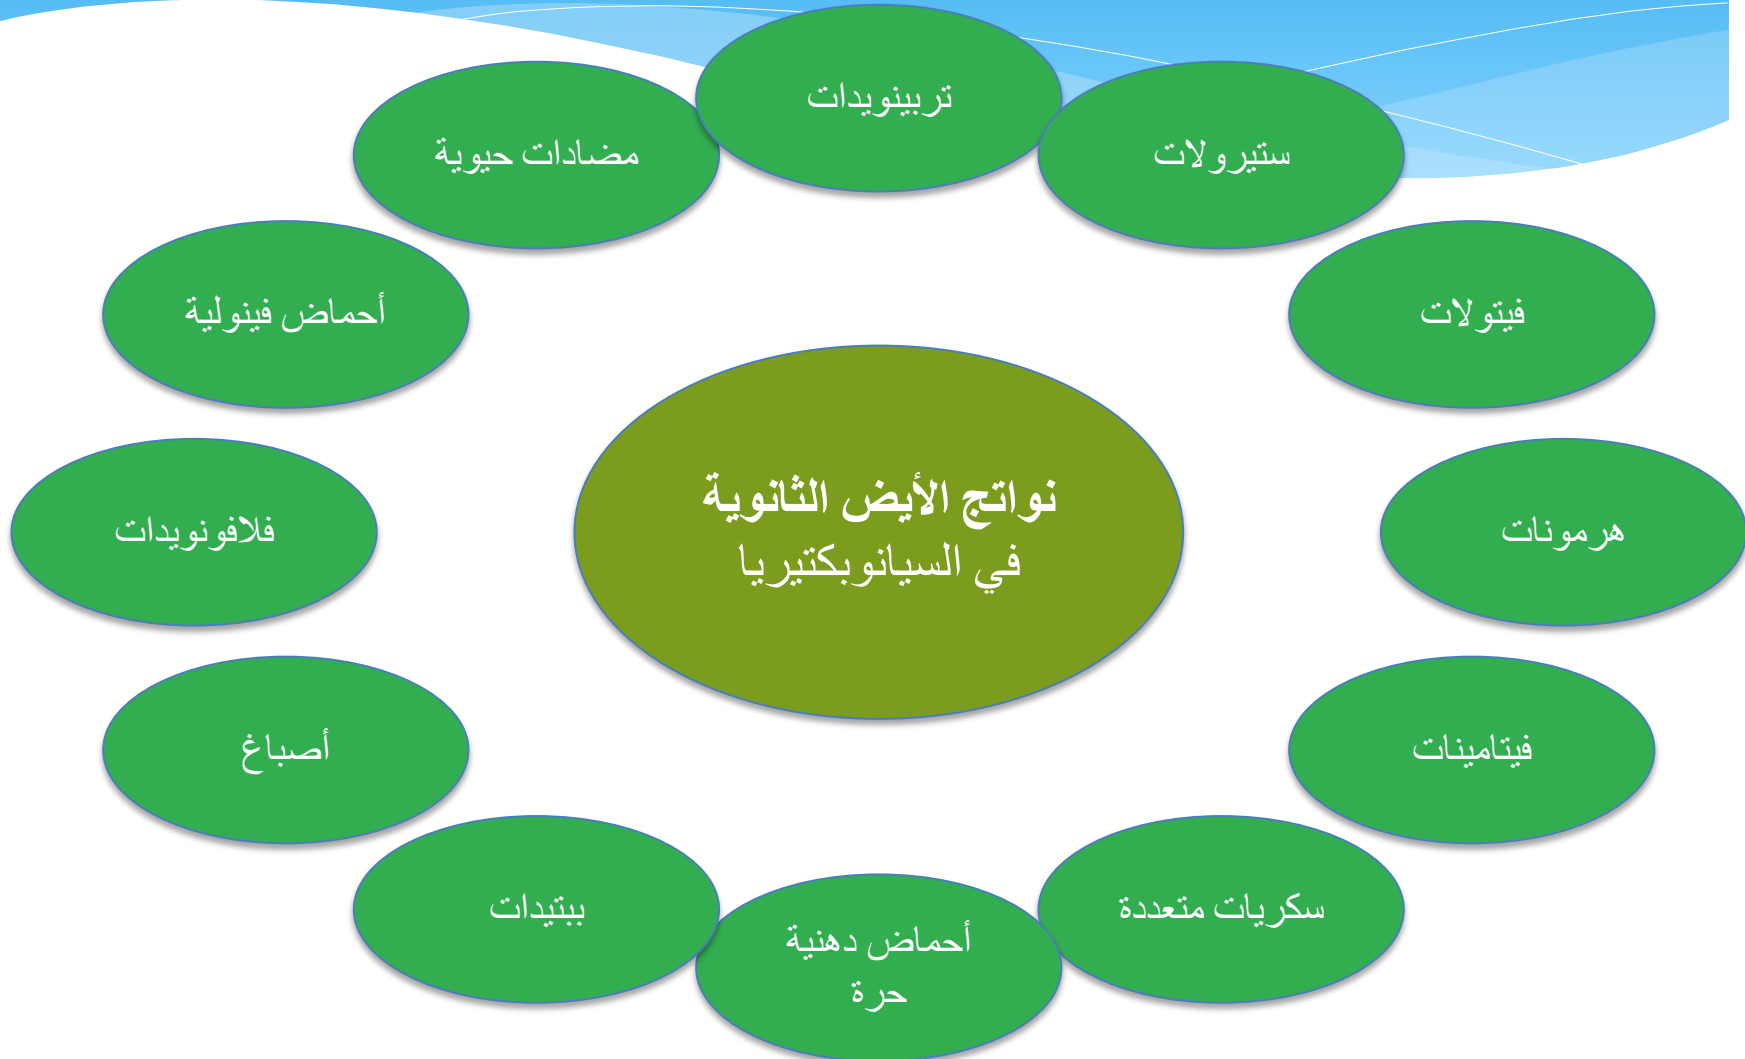 تربينويدات
ستيرولات
فيتولات
هرمونات
فيتامينات
سكريات متعددة
أحماض دهنية
حرة
ببتيدات
أصباغ
فلافونويدات
أحماض فينولية
مضادات حيوية
نواتج الأيض الثانوية
في السيانوبكتيريا